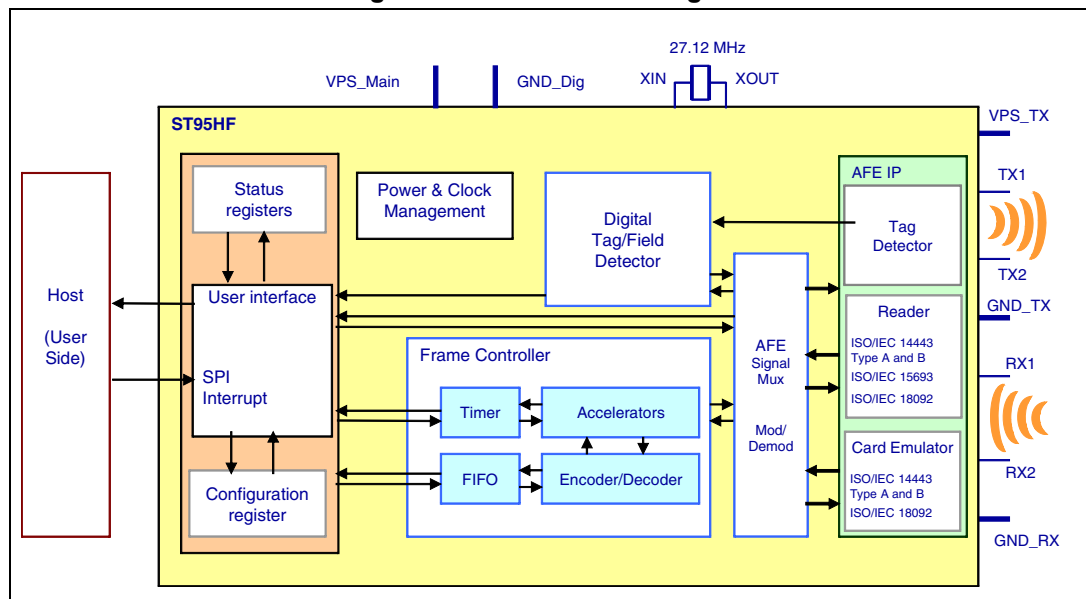 27.12 MHz
VPS_Main
GND_Dig
XIN
XOUT
VPS_TX
ST95HF
Host
(User
Side)
Status
registers
User interface
SPI
Interrupt
Configuration
register
Power & Clock
Management
Digital
Tag/Field
Detector
Frame Controller
Timer
Accelerators
FIFO
Encoder/Decoder
AFE
Signal
Mux
Mod/
Demod
AFE IP
Tag
Detector
Reader
ISO/IEC 14443
Type A and B
ISO/IEC 15693
ISO/IEC 18092
Card Emulator
ISO/IEC 14443
Type A and B
ISO/IEC 18092
TX1
TX2
GND_TX
RX1
RX2
GND_RX